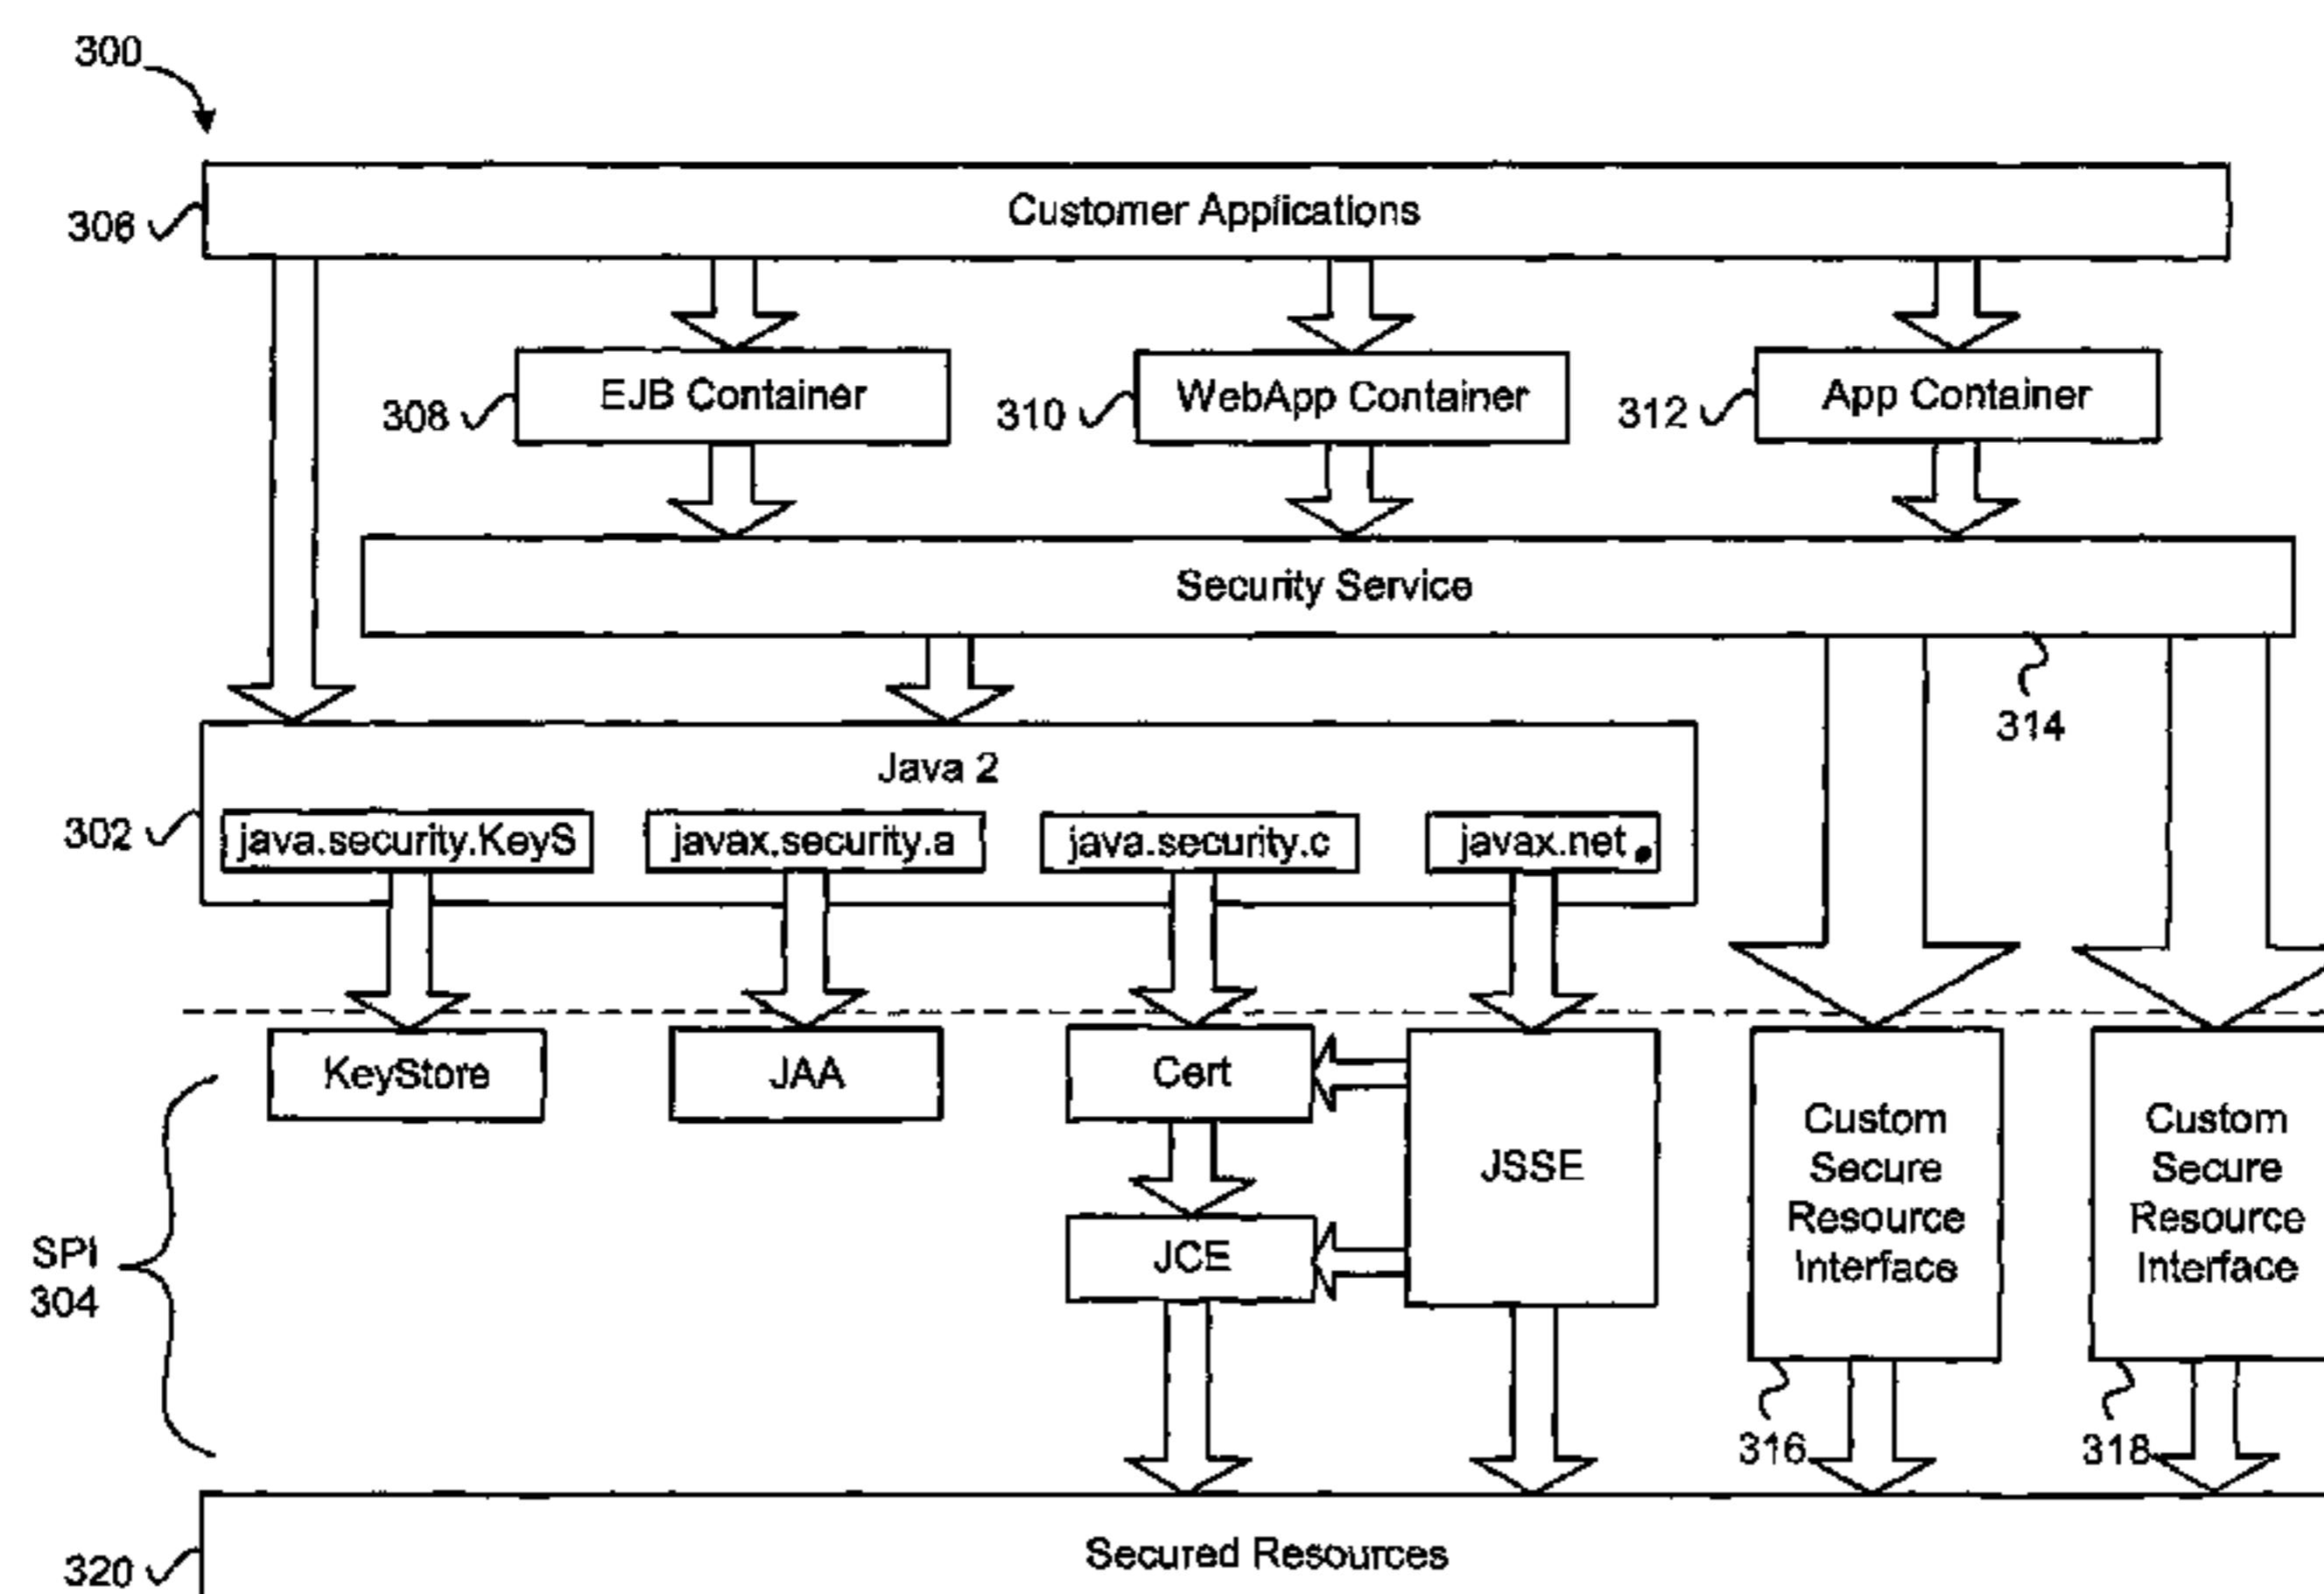 300
306
Customer Applications
308
EJB Container
310
WebApp Container
312
App Container
Security Service
314
Java 2
302
java.security.KeyS
javax.security.a
java.security.c
javax.net.
KeyStore
JAA
Cert
JSSE
JCE
Custom
Secure
Resource
Interface
Custom
Secure
Resource
Interface
SPI
304
316
318
320
Secured Resources